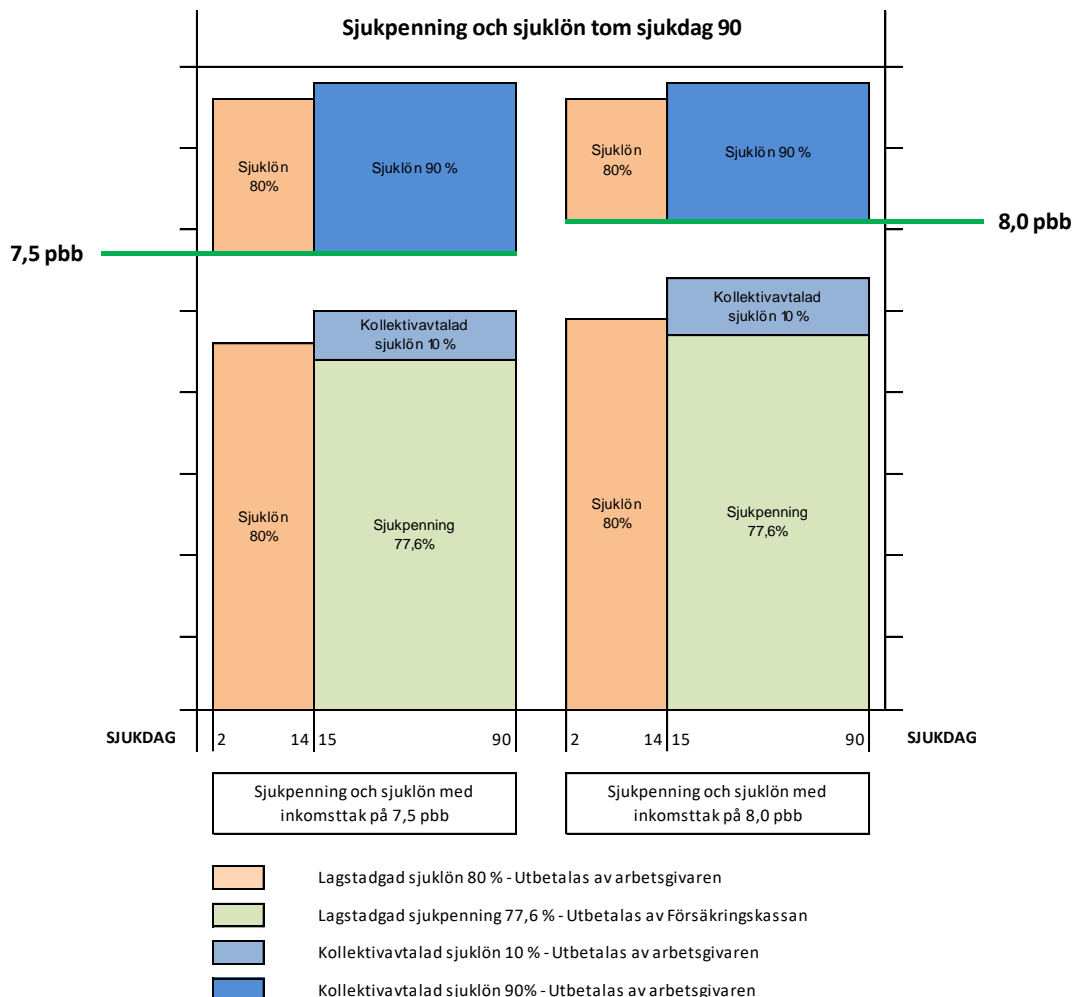 Sjukpenning och sjuklön tom sjukdag 90
Sjuklön
80%
Sjuklön 90 %
Sjuklön
80%
Sjuklön 90 %
7,5 pbb
8,0 pbb
Kollektivavtalad
sjuklön 10 %
Kollektivavtalad
sjuklön 10 %
Sjuklön
80%
Sjukpenning
77,6%
Sjuklön
80%
Sjukpenning
77,6%
SJUKDAG 2 14 15 90 2 14 15 90 SJUKDAG
Sjukpenning och sjuklön med
inkomsttak på 7,5 pbb
Sjukpenning och sjuklön med
inkomsttak på 8,0 pbb
Lagstadgad sjuklön 80 % - Utbetalas av arbetsgivaren
Lagstadgad sjukpenning 77,6 % - Utbetalas av Försäkringskassan
Kollektivavtalad sjuklön 10 % - Utbetalas av arbetsgivaren
Kollektivavtalad sjuklön 90% - Utbetalas av arbetsgivaren